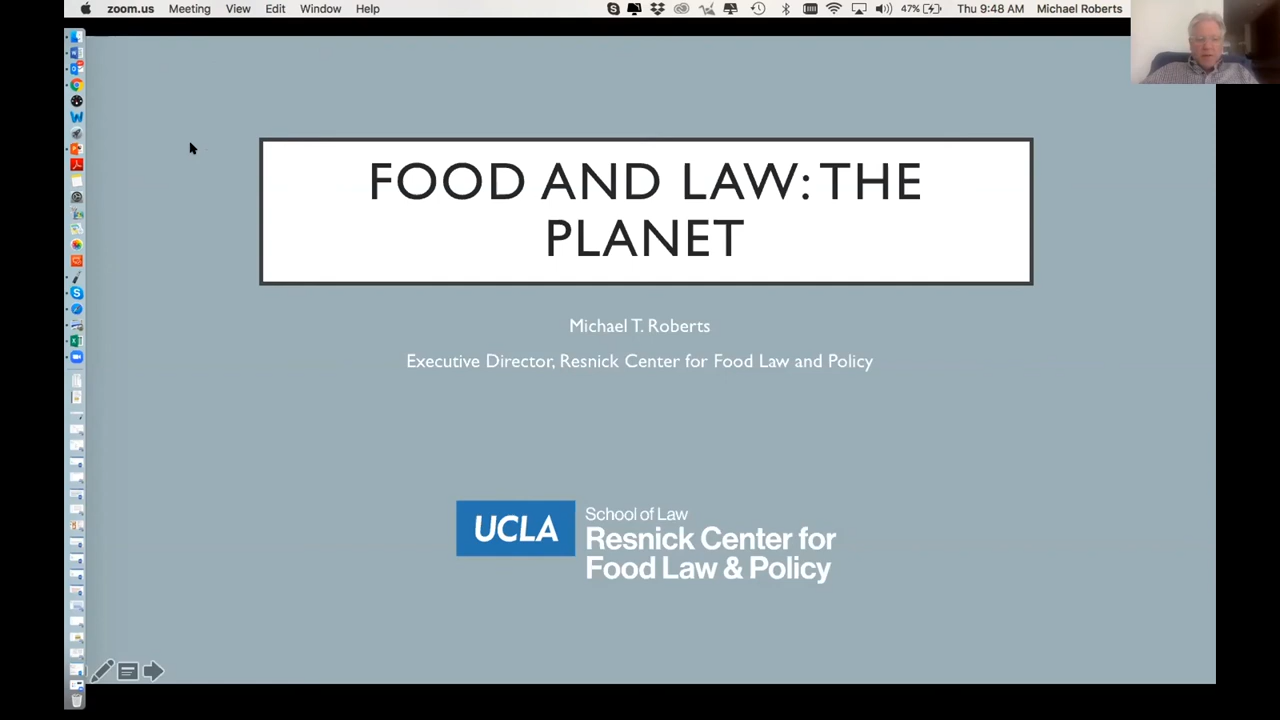 zoom.us Meeting View Edit Window Help 47% Thu 9:48 AM Michael Roberts
FOOD AND LAW: THE
PLANET
Michael T. Roberts
Executive Director, Resnick Center for Food Law and Policy
UCLA
School of Law
Resnick Center for
Food Law & Policy